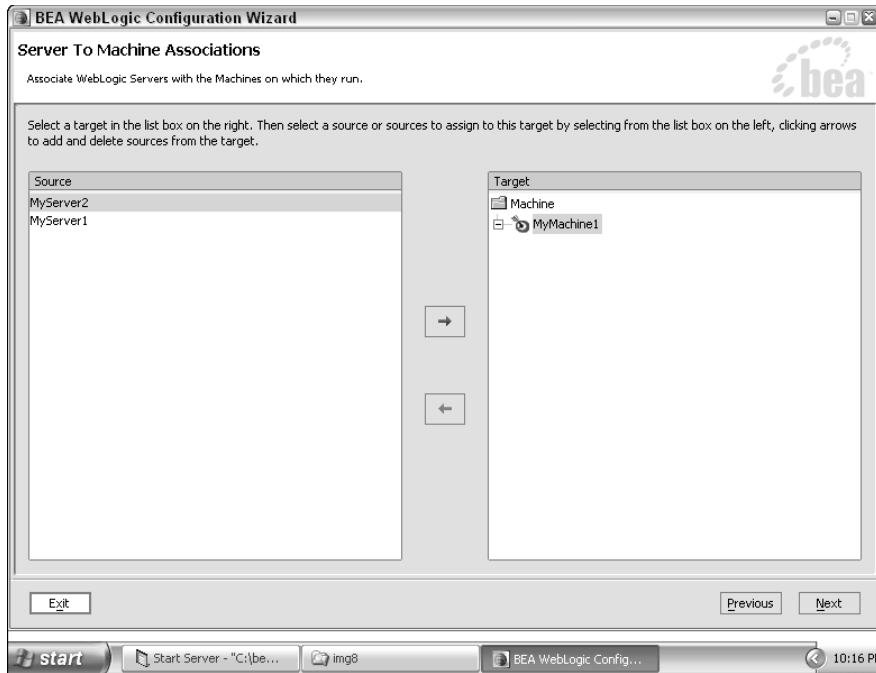 BEA WebLogic Configuration Wizard
Server To Machine Associations
Associate WebLogic Servers with the Machines on which they run.
bea
Select a target in the list box on the right. Then select a source or sources to assign to this target by selecting from the list box on the left, clicking arrows
to add and delete sources from the target.
Source
Target
MyServer2
Machine
MyServer1
MyMachine1
Exit
Previous
Next
start
Start Server - "C:\be...
img8
BEA WebLogic Config...
10:16 P